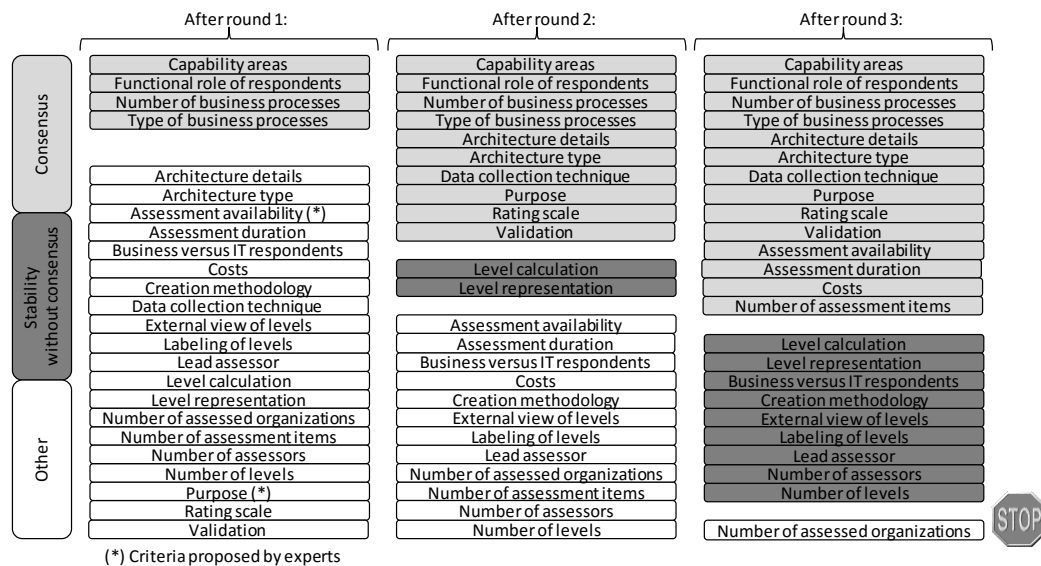 After round 1:
After round 2:
After round 3:
Consensus
Stability
without consensus
Other
Capability areas
Functional role of respondents
Number of business processes
Type of business processes
Architecture details
Architecture type
Assessment availability (*)
Assessment duration
Business versus IT respondents
Costs
Creation methodology
Data collection technique
External view of levels
Labeling of levels
Lead assessor
Level calculation
Level representation
Number of assessed organizations
Number of assessment items
Number of assessors
Number of levels
Purpose (*)
Rating scale
Validation
(*) Criteria proposed by experts
Capability areas
Functional role of respondents
Number of business processes
Type of business processes
Architecture details
Architecture type
Data collection technique
Purpose
Rating scale
Validation
Level calculation
Level representation
Assessment availability
Assessment duration
Business versus IT respondents
Costs
Creation methodology
External view of levels
Labeling of levels
Lead assessor
Number of assessed organizations
Number of assessment items
Number of assessors
Number of levels
Capability areas
Functional role of respondents
Number of business processes
Type of business processes
Architecture details
Architecture type
Data collection technique
Purpose
Rating scale
Validation
Assessment availability
Assessment duration
Costs
Number of assessment items
Level calculation
Level representation
Business versus IT respondents
Creation methodology
External view of levels
Labeling of levels
Lead assessor
Number of assessors
Number of levels
Number of assessed organizations
STOP